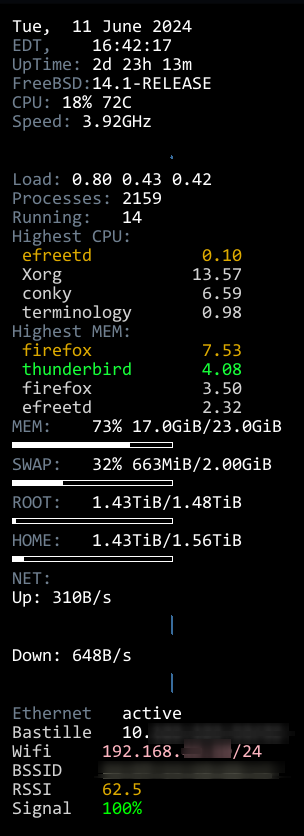 Tue,  11 June 2024
EDT,    16:42:17
UpTime: 2d 23h 13m
FreeBSD:14.1-RELEASE
CPU: 18% 72C
Speed: 3.92GHz
Load: 0.80 0.43 0.42
Processes: 2159
Running:   14
Highest CPU:
efreetd 0.10
Xorg 13.57
conky 6.59
terminology 0.98
Highest MEM:
firefox 7.53
thunderbird 4.08
firefox 3.50
efreetd 2.32
MEM:    73% 17.0GiB/23.0GiB
SWAP:   32% 663MiB/2.00GiB
ROOT:   1.43TiB/1.48TiB
HOME:   1.43TiB/1.56TiB
NET:
Up: 310B/s
Down: 648B/s
Ethernet   active
Bastille   10.
Wifi     192.168. /24
BSSID
RSSI     62.5
Signal   100%